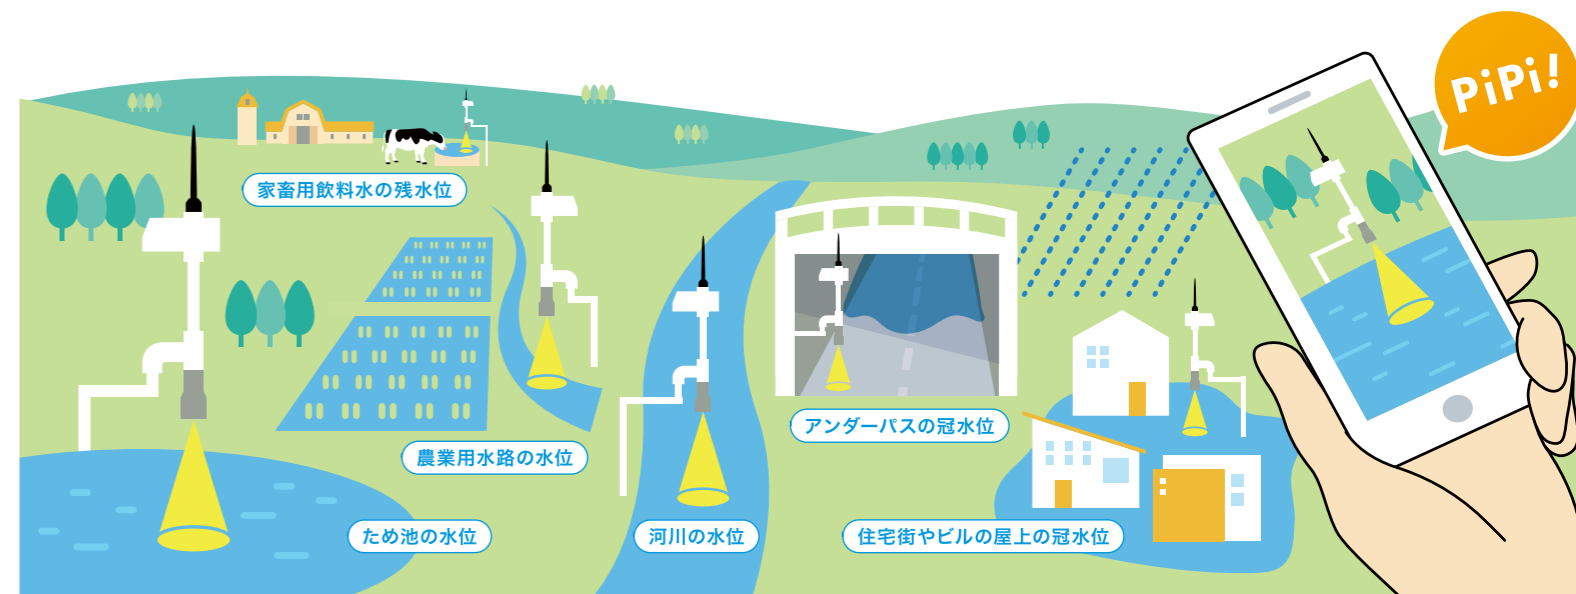 PiPi!
家畜用飲料水の残水位
アンダーパスの冠水位
農業用水路の水位
ため池の水位
河川の水位
住宅街やビルの屋上の冠水位